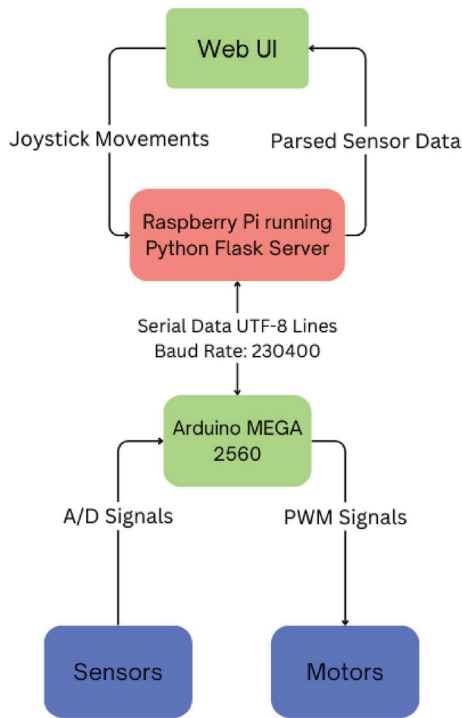 Web UI
Joystick Movements
Parsed Sensor Data
Raspberry Pi running
Python Flask Server
Serial Data UTF-8 Lines
Baud Rate: 230400
Arduino MEGA
2560
A/D Signals
PWM Signals
Sensors
Motors